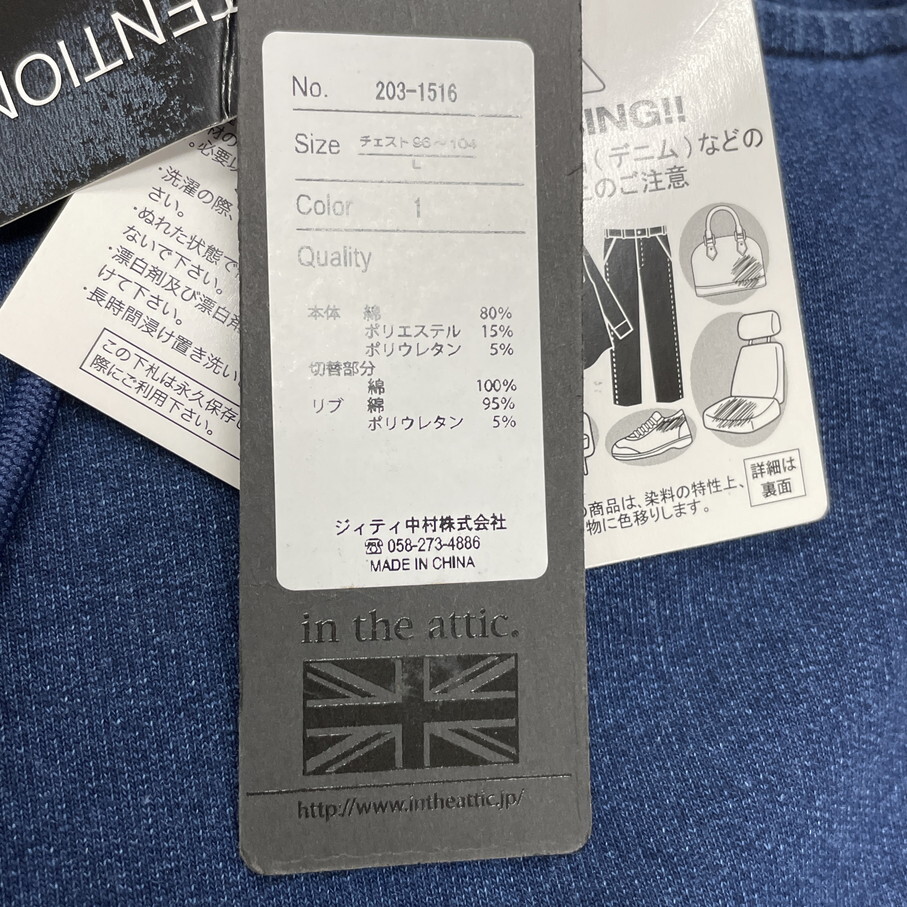 TENTION
No. 203-1516
Size チェスト96～104
L
Color 1
Quality
本体 綿 80%
ポリエステル 15%
ポリウレタン 5%
切替部分
綿 100%
リブ 綿 95%
ポリウレタン 5%
ジィティ中村株式会社
☏ 058-273-4886
MADE IN CHINA
in the attic.
http://www.intheattic.jp/
・洗濯の際、
さい。
・ぬれた状態で
ないで下さい。
・漂白剤及び漂白剤
けて下さい。
・長時間浸け置き洗い
この下札は永久保存
際にご利用下さい。
ING!!
(デニム)などの
のご注意
商品は、染料の特性上、
物に色移りします。
詳細は
裏面